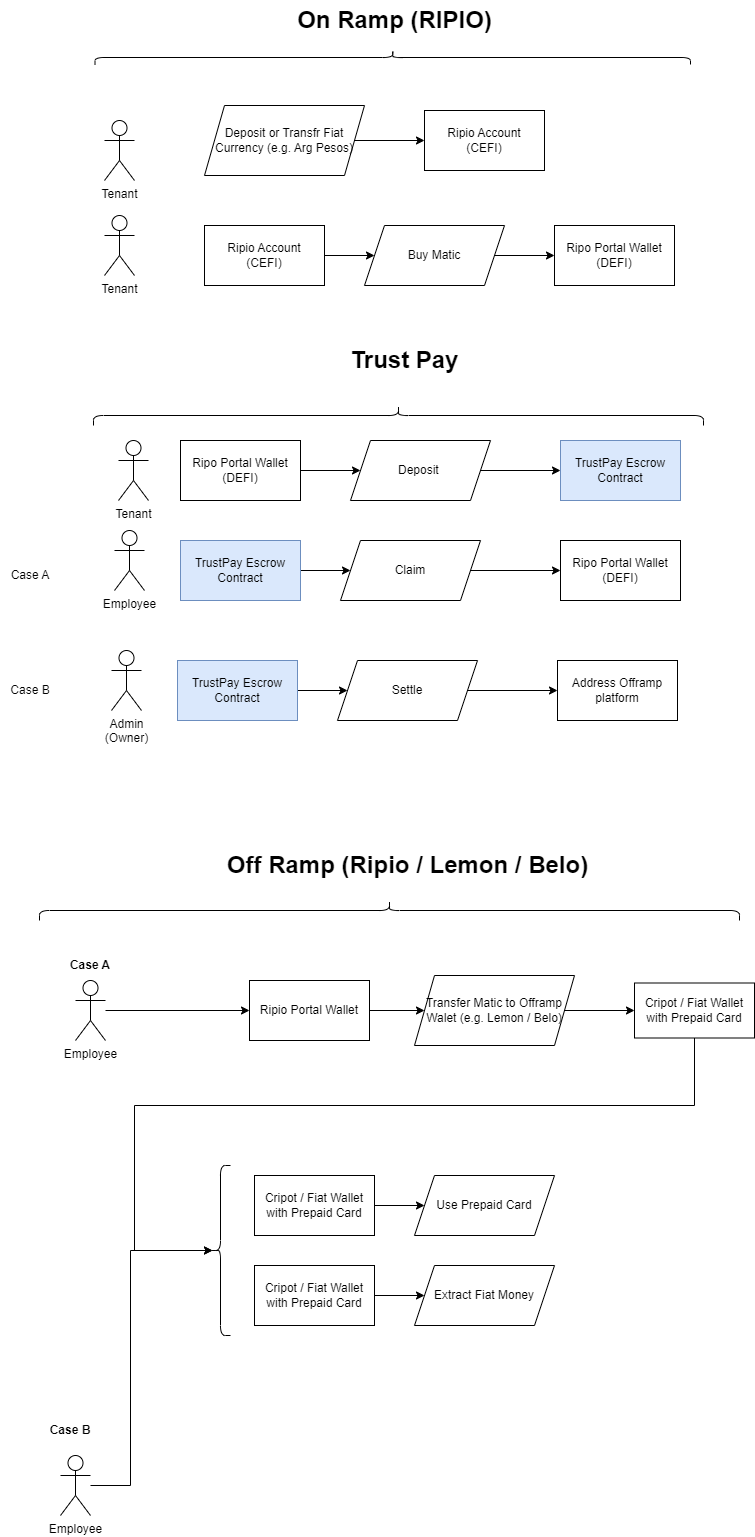 On Ramp (RIPIO)
Deposit or Transfr Fiat
Currency (e.g. Arg Pesos)
Ripio Account
(CEFI)
Tenant
Ripio Account
(CEFI)
Buy Matic
Ripo Portal Wallet
(DEFI)
Tenant
Trust Pay
Ripo Portal Wallet
(DEFI)
Deposit
TrustPay Escrow
Contract
Tenant
Case A
TrustPay Escrow
Contract
Claim
Ripo Portal Wallet
(DEFI)
Employee
Case B
TrustPay Escrow
Contract
Settle
Address Offramp
platform
Admin
(Owner)
Off Ramp (Ripio / Lemon / Belo)
Case A
Ripio Portal Wallet
Transfer Matic to Offramp
Walet (e.g. Lemon / Belo)
Cripot / Fiat Wallet
with Prepaid Card
Employee
Cripot / Fiat Wallet
with Prepaid Card
Use Prepaid Card
Cripot / Fiat Wallet
with Prepaid Card
Extract Fiat Money
Case B
Employee